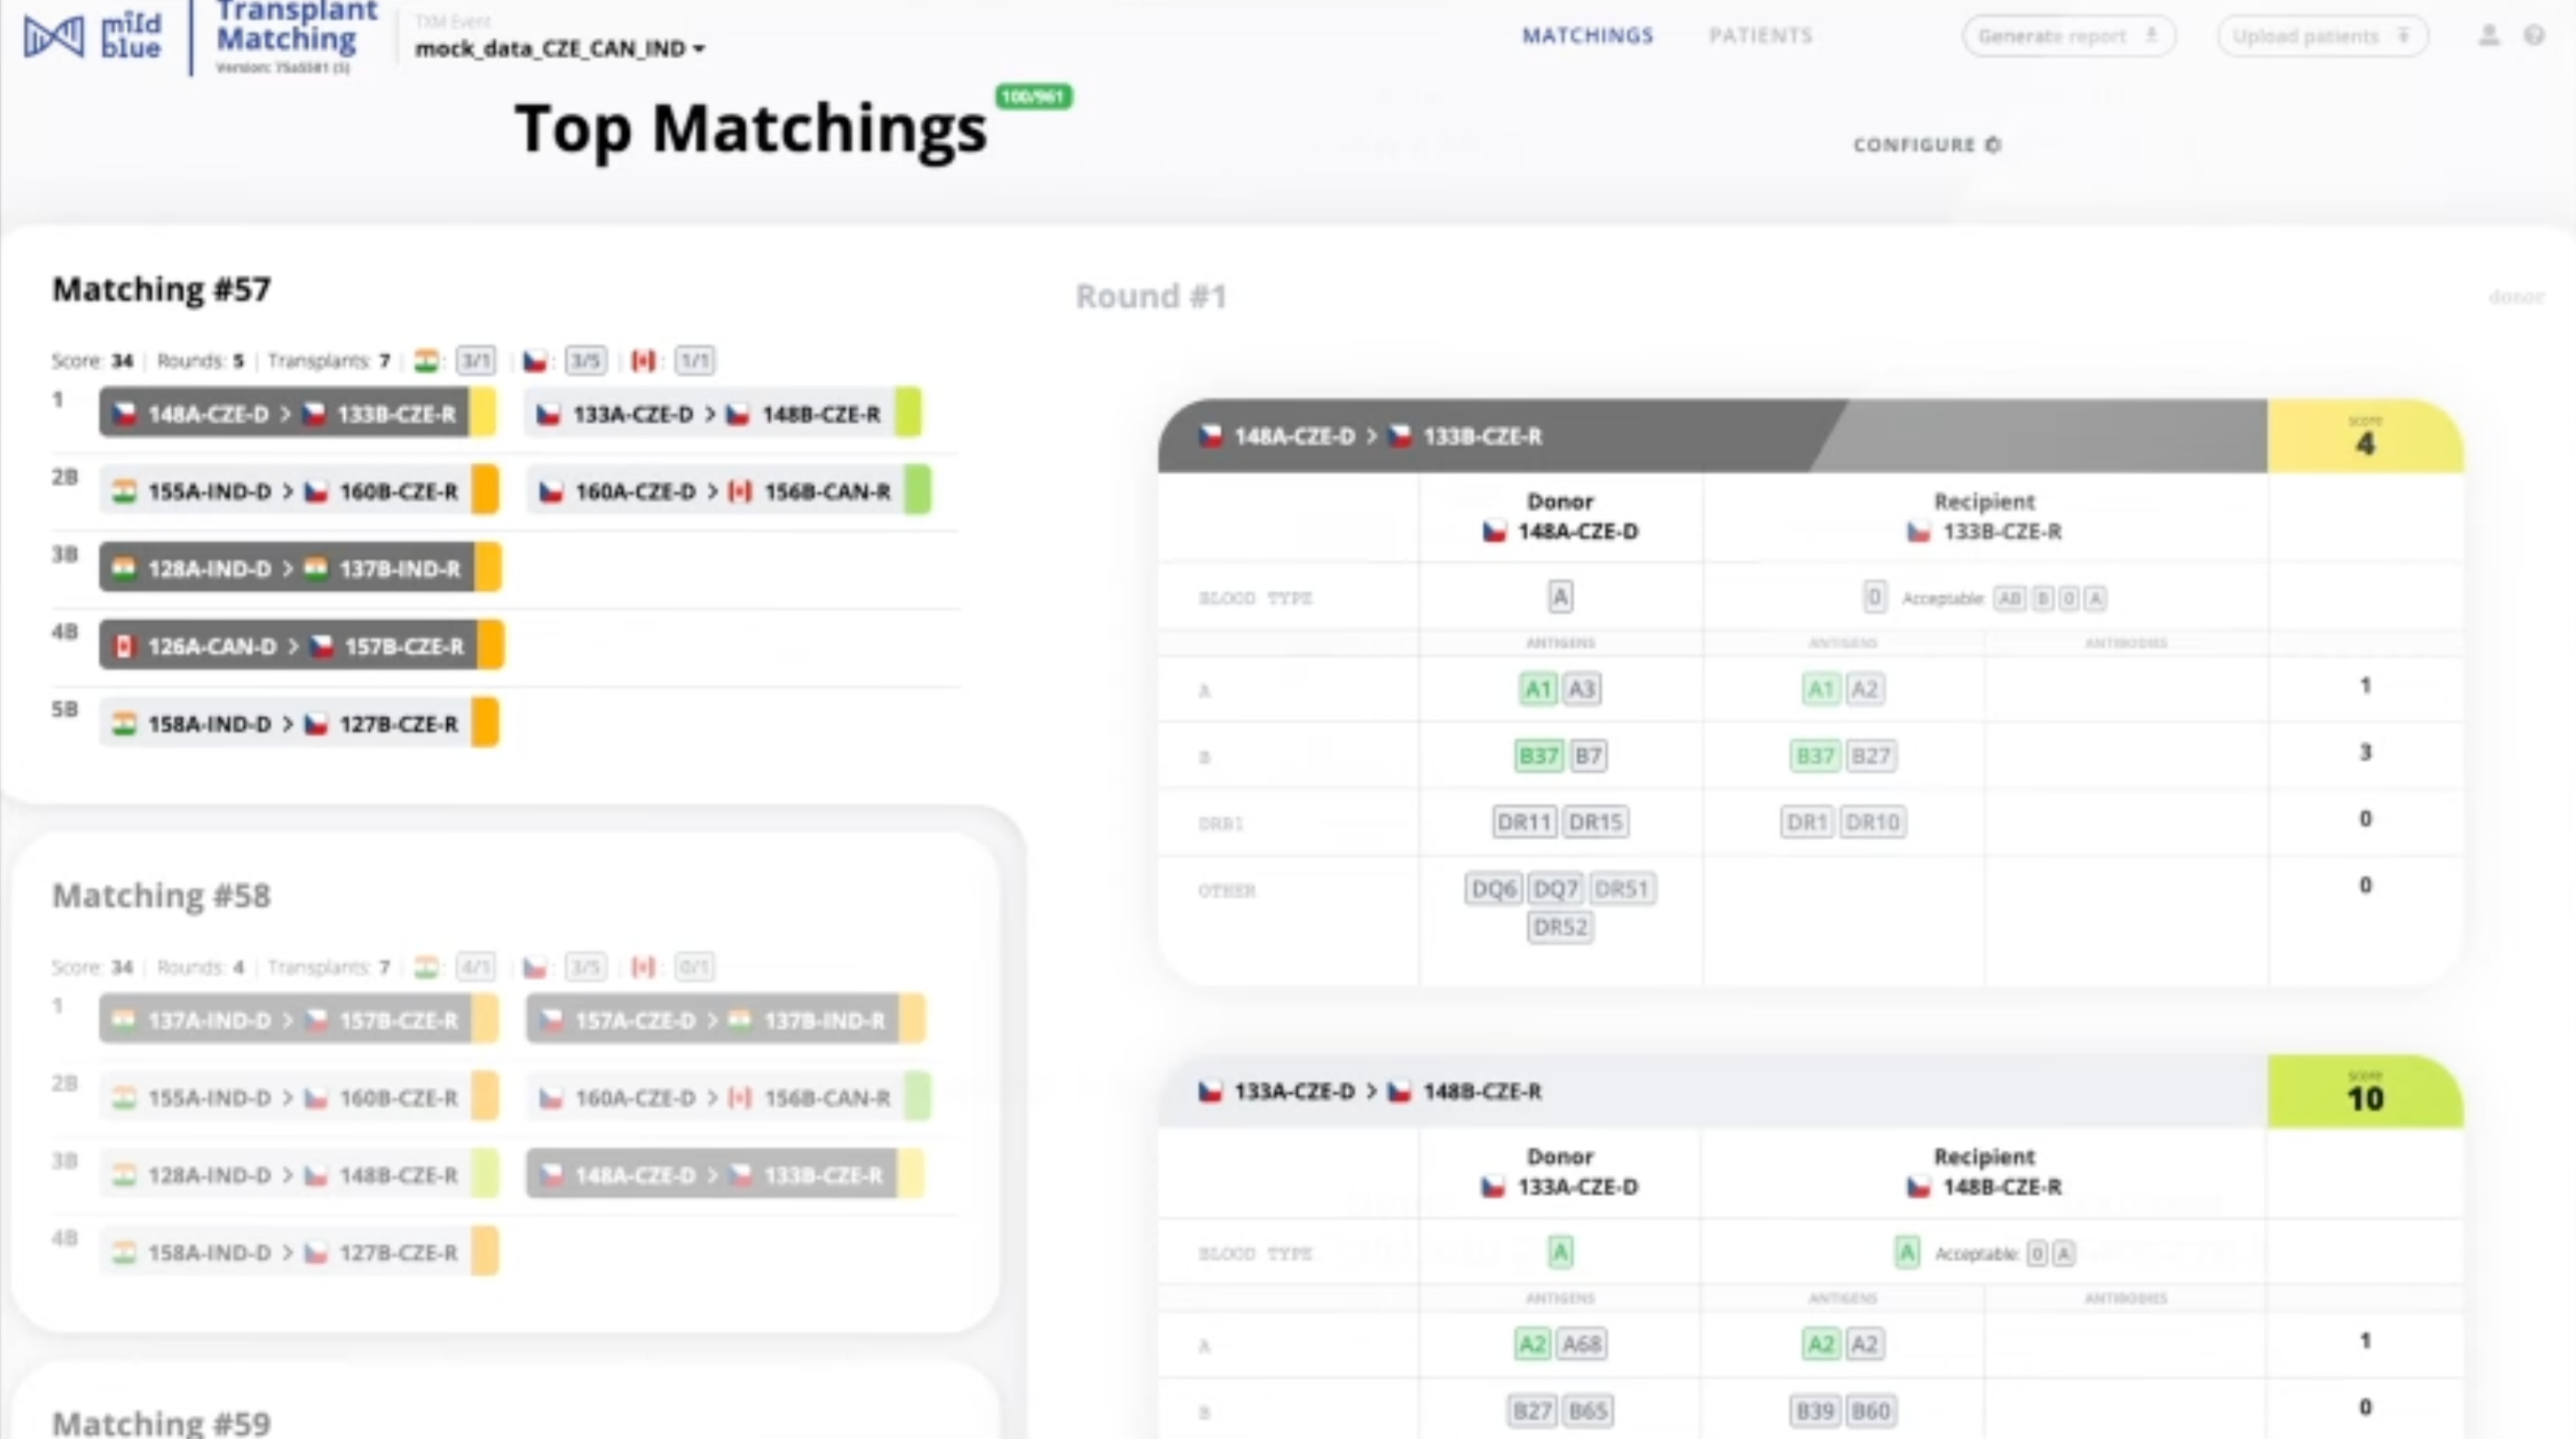 mild
blue
Transplant
Matching
TXM Event
mock_data_CZE_CAN_IND
MATCHINGS
PATIENTS
Generate report
Upload patients
Top Matchings
100/961
CONFIGURE
Matching #57
Score: 34 | Rounds: 5 | Transplants: 7 | : 3/1 | : 3/5 | : 1/1
1 148A-CZE-D > 133B-CZE-R 133A-CZE-D > 148B-CZE-R
2B 155A-IND-D > 160B-CZE-R 160A-CZE-D > 156B-CAN-R
3B 128A-IND-D > 137B-IND-R
4B 126A-CAN-D > 157B-CZE-R
5B 158A-IND-D > 127B-CZE-R
Matching #58
Score: 34 | Rounds: 4 | Transplants: 7 | : 4/1 | : 3/5 | : 0/1
1 137A-IND-D > 157B-CZE-R 157A-CZE-D > 137B-IND-R
2B 155A-IND-D > 160B-CZE-R 160A-CZE-D > 156B-CAN-R
3B 128A-IND-D > 148B-CZE-R 148A-CZE-D > 133B-CZE-R
4B 158A-IND-D > 127B-CZE-R
Matching #59
Round #1
donor
148A-CZE-D > 133B-CZE-R SCORE 4
Donor Recipient
148A-CZE-D 133B-CZE-R
BLOOD TYPE A 0 Acceptable: AB B 0 A
ANTIGENS ANTIGENS ANTIBODIES
A A1 A3 A1 A2 1
B B37 B7 B37 B27 3
DRB1 DR11 DR15 DR1 DR10 0
OTHER DQ6 DQ7 DR51 0
DR52
133A-CZE-D > 148B-CZE-R SCORE 10
Donor Recipient
133A-CZE-D 148B-CZE-R
BLOOD TYPE A A Acceptable: 0 A
ANTIGENS ANTIGENS ANTIBODIES
A A2 A68 A2 A2 1
B B27 B65 B39 B60 0